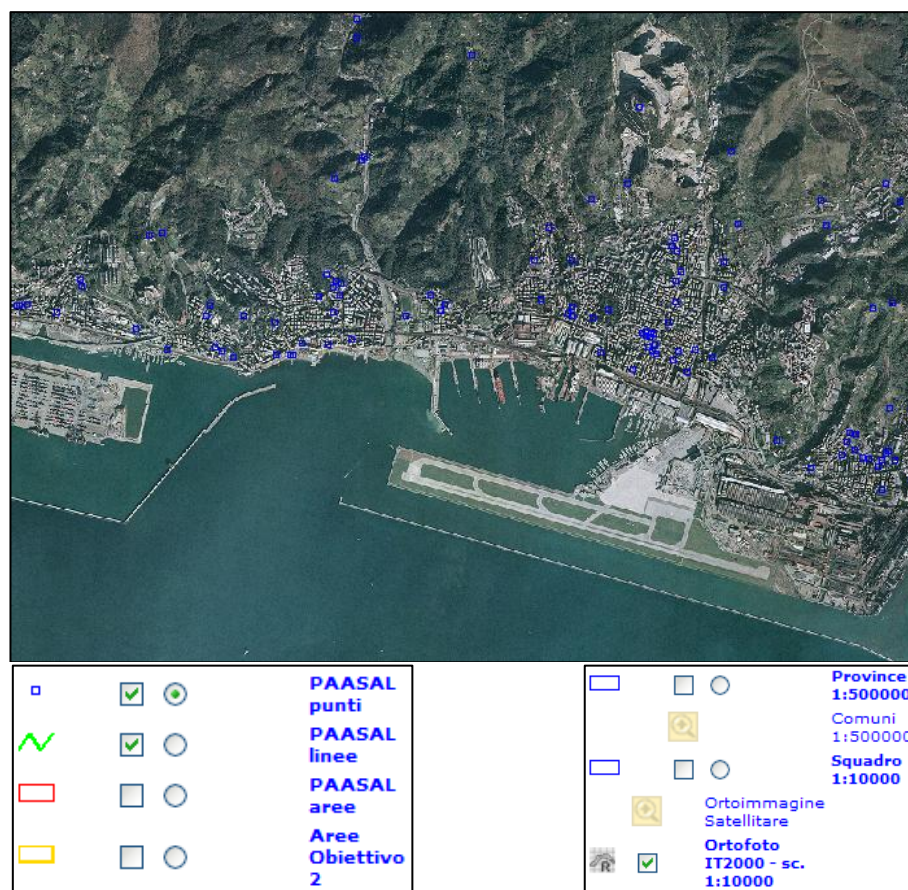 PAASAL
punti
PAASAL
linee
PAASAL
aree
Aree
Obiettivo
2
Province
1:500000
Comuni
1:500000
Squadro
1:10000
Ortoimmagine
Satellitare
R
Ortofoto
IT2000 - sc.
1:10000